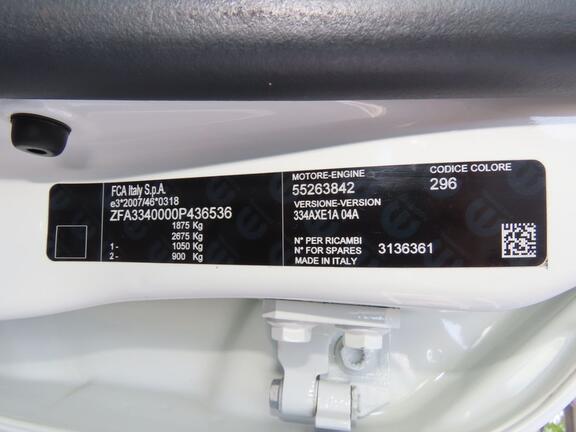 FCA Italy S.p.A.
e3*2007/46*0318
ZFA3340000P436536
1875 Kg
2675 Kg
1- 1050 Kg
2- 900 Kg
MOTORE-ENGINE
55263842
VERSIONE-VERSION
334AXE1A 04A
N° PER RICAMBI
N° FOR SPARES 3136361
MADE IN ITALY
CODICE COLORE
296